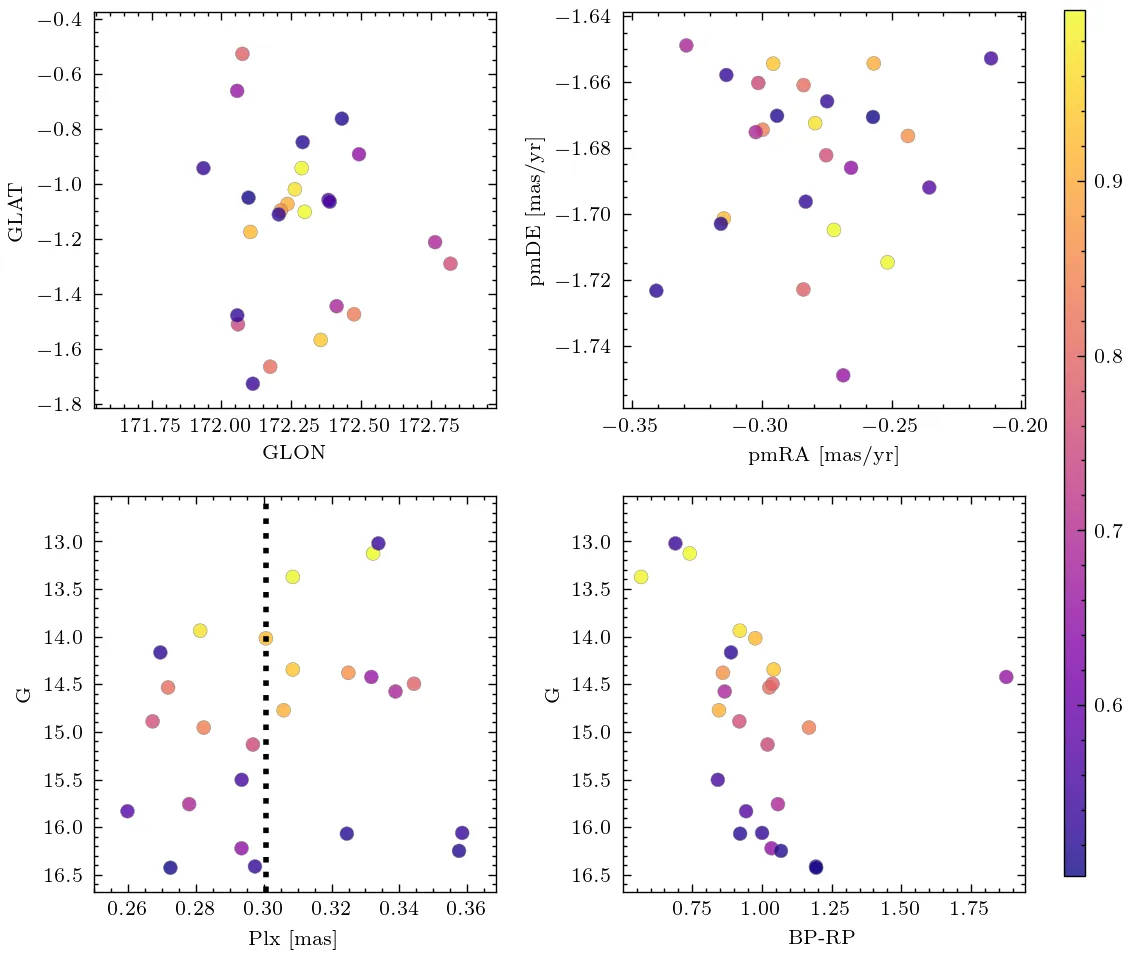 −0.4
−0.6
−0.8
−1.0
−1.2
−1.4
−1.6
−1.8
GLAT
171.75 172.00 172.25 172.50 172.75
GLON
−1.64
−1.66
−1.68
−1.70
−1.72
−1.74
pmDE [mas/yr]
−0.35 −0.30 −0.25 −0.20
pmRA [mas/yr]
0.9
0.8
0.7
0.6
13.0
13.5
14.0
14.5
15.0
15.5
16.0
16.5
G
0.26 0.28 0.30 0.32 0.34 0.36
Plx [mas]
13.0
13.5
14.0
14.5
15.0
15.5
16.0
16.5
G
0.75 1.00 1.25 1.50 1.75
BP-RP